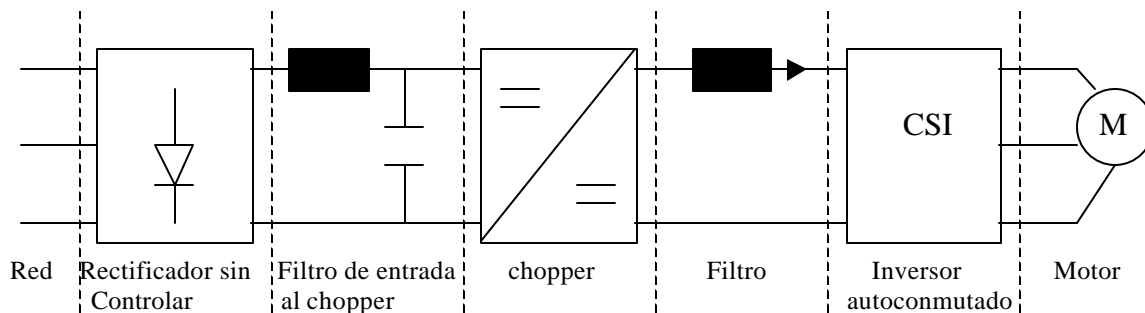 CSI
M
Red
Rectificador sin
Controlar
Filtro de entrada
al chopper
chopper
Filtro
Inversor
autoconmutado
Motor